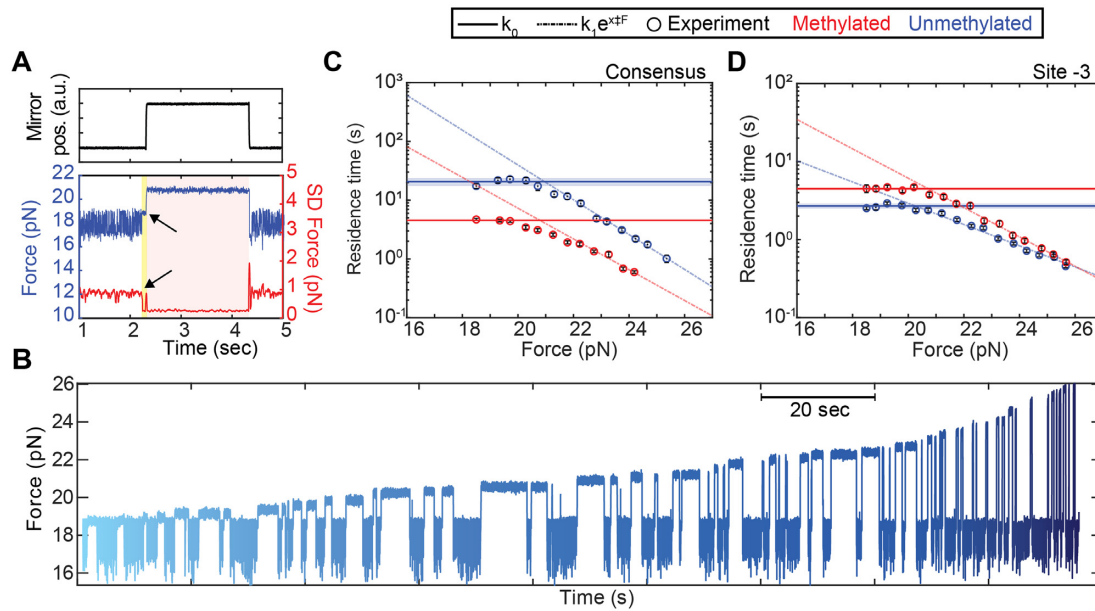 k₀ k₁eˣ‡ᶠ Experiment Methylated Unmethylated
A
Mirror
pos. (a.u.)
22
20
18
16
14
12
10
Force (pN)
5
4
3
2
1
0
SD Force (pN)
1 2 3 4 5
Time (sec)
C
Consensus
10³
10²
10¹
10⁰
10⁻¹
Residence time (s)
16 18 20 22 24 26
Force (pN)
D
Site -3
10²
10¹
10⁰
10⁻¹
Residence time (s)
16 18 20 22 24 26
Force (pN)
B
26
24
22
20
18
16
Force (pN)
20 sec
Time (s)